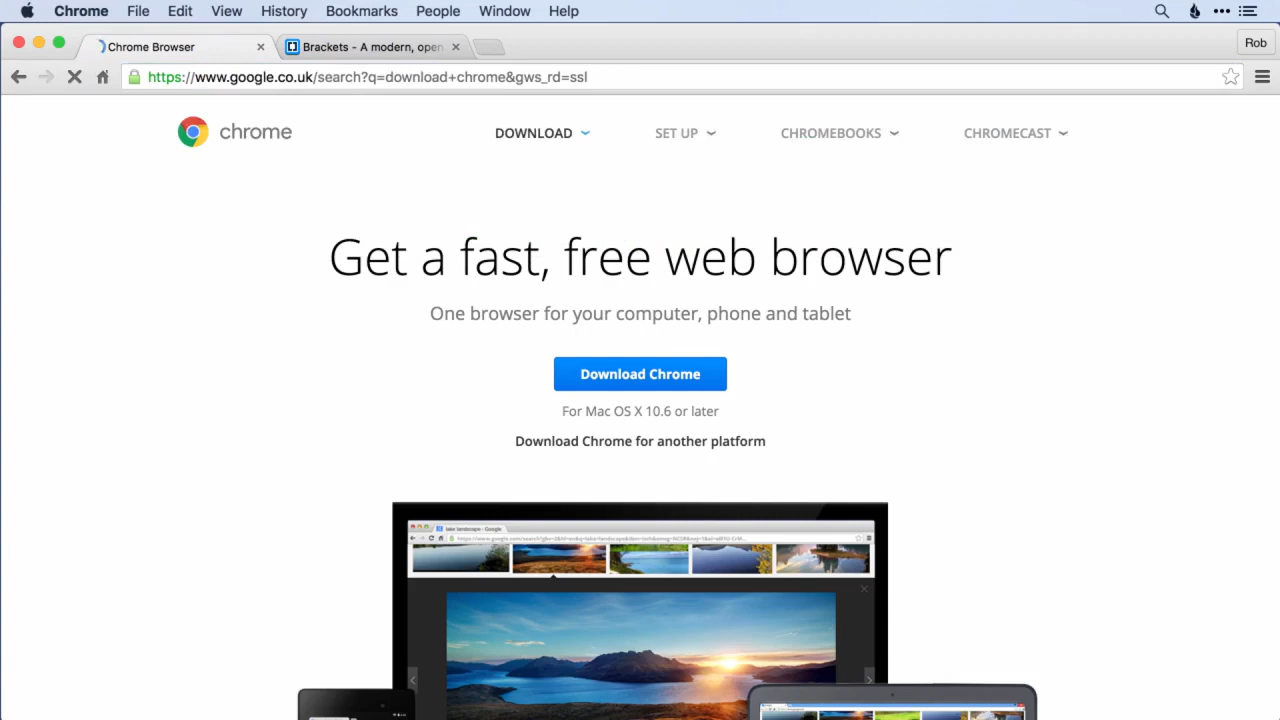 Chrome File Edit View History Bookmarks People Window Help
Chrome Browser Brackets - A modern, open Rob
https://www.google.co.uk/search?q=download+chrome&gws_rd=ssl
chrome DOWNLOAD SET UP CHROMEBOOKS CHROMECAST
Get a fast, free web browser
One browser for your computer, phone and tablet
Download Chrome
For Mac OS X 10.6 or later
Download Chrome for another platform
lake landscape - Google